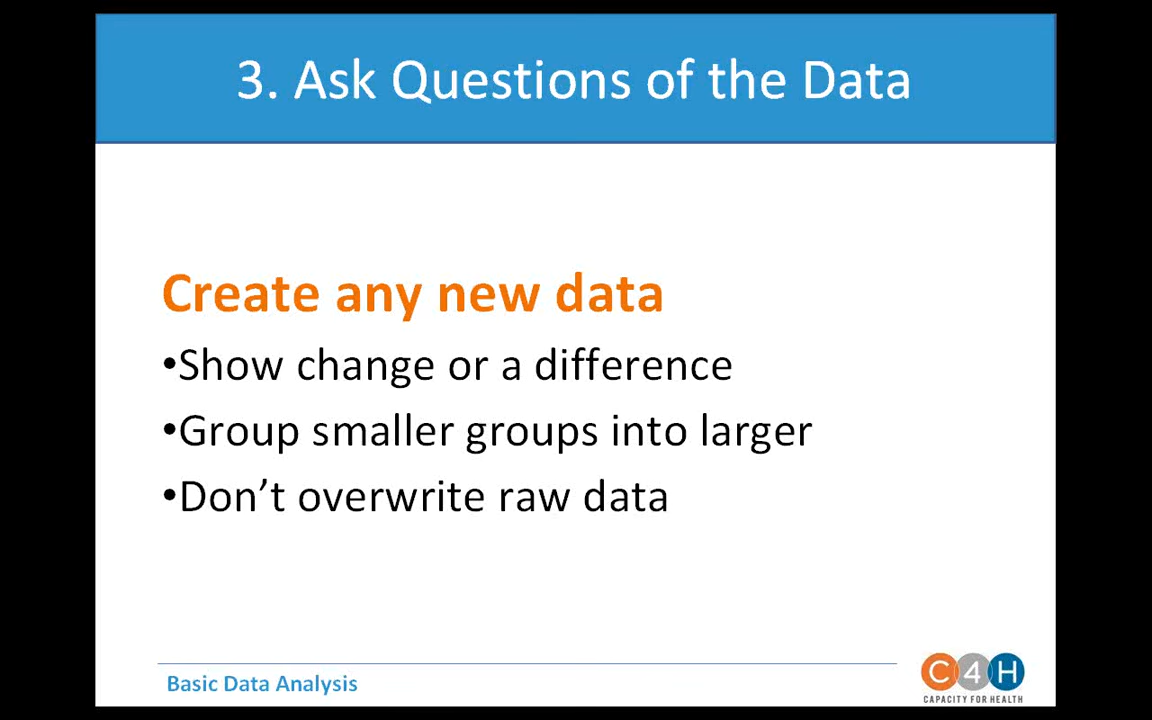 3. Ask Questions of the Data
Create any new data
•Show change or a difference
•Group smaller groups into larger
•Don’t overwrite raw data
Basic Data Analysis
C4H
CAPACITY FOR HEALTH